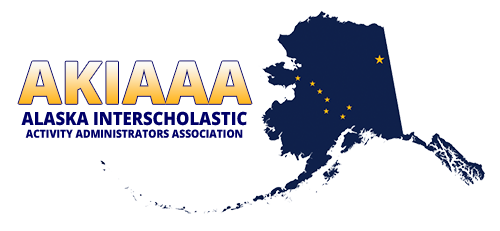 AKIAAA
ALASKA INTERSCHOLASTIC
ACTIVITY ADMINISTRATORS ASSOCIATION